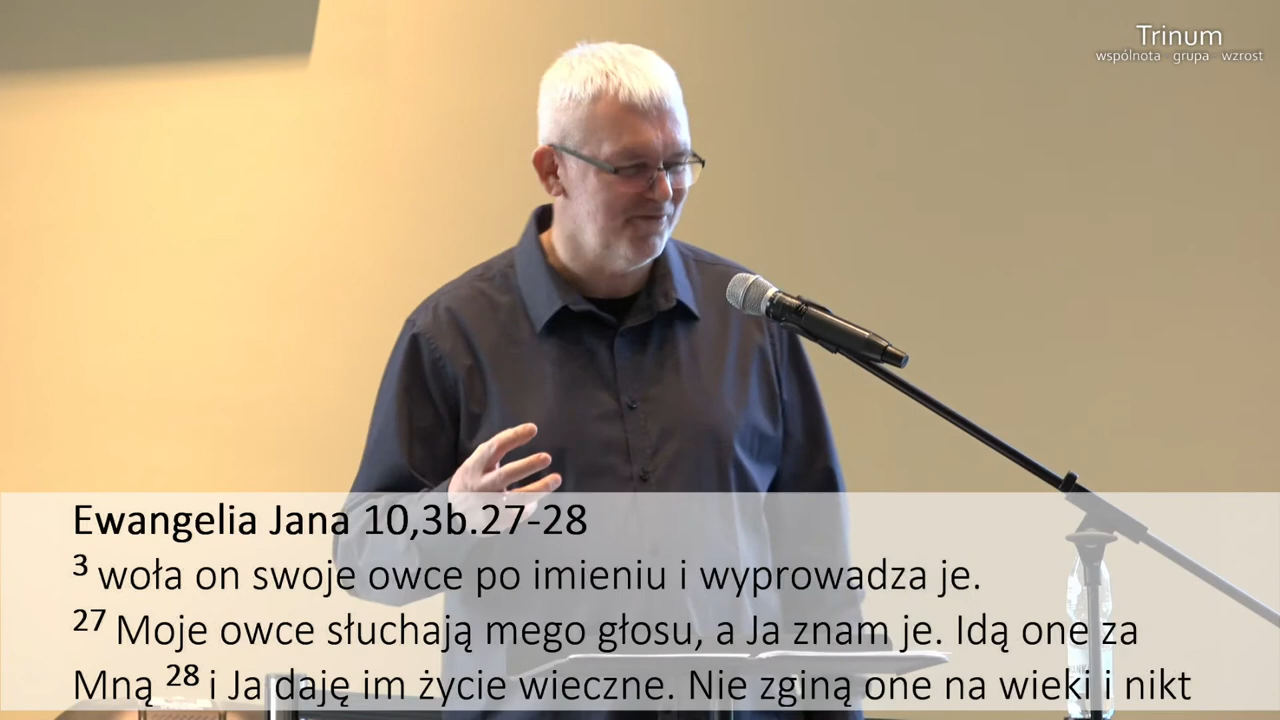 Trinum
wspólnota grupa wzrost
Ewangelia Jana 10,3b.27-28
3 woła on swoje owce po imieniu i wyprowadza je.
27 Moje owce słuchają mego głosu, a Ja znam je. Idą one za
Mną 28 i Ja daję im życie wieczne. Nie zginą one na wieki i nikt